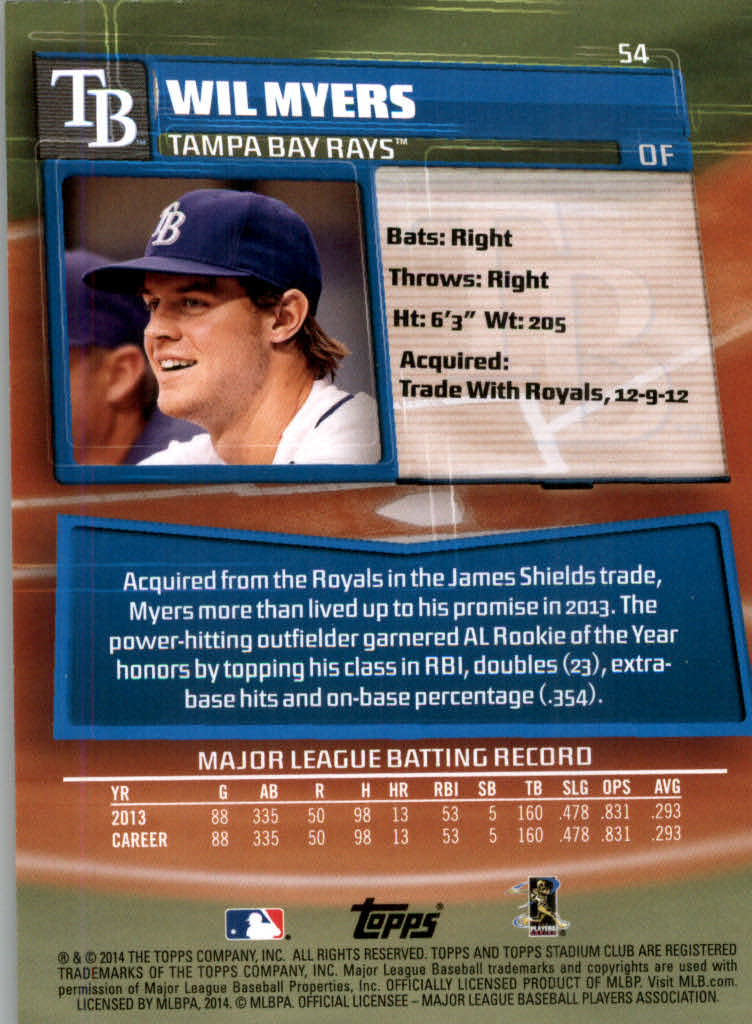 54
TB WIL MYERS
TAMPA BAY RAYS™
OF
TB
Bats: Right
Throws: Right
Ht: 6'3" Wt: 205
Acquired:
Trade With Royals, 12-9-12
Acquired from the Royals in the James Shields trade,
Myers more than lived up to his promise in 2013. The
power-hitting outfielder garnered AL Rookie of the Year
honors by topping his class in RBI, doubles (23), extra-
base hits and on-base percentage (.354).
MAJOR LEAGUE BATTING RECORD
YR G AB R H HR RBI SB TB SLG OPS AVG
2013 88 335 50 98 13 53 5 160 .478 .831 .293
CAREER 88 335 50 98 13 53 5 160 .478 .831 .293
Topps®
PLAYERS
® & © 2014 THE TOPPS COMPANY, INC. ALL RIGHTS RESERVED. TOPPS AND TOPPS STADIUM CLUB ARE REGISTERED
TRADEMARKS OF THE TOPPS COMPANY, INC. Major League Baseball trademarks and copyrights are used with
permission of Major League Baseball Properties, Inc. OFFICIALLY LICENSED PRODUCT OF MLBP. Visit MLB.com.
LICENSED BY MLBPA, 2014. © MLBPA. OFFICIAL LICENSEE – MAJOR LEAGUE BASEBALL PLAYERS ASSOCIATION.